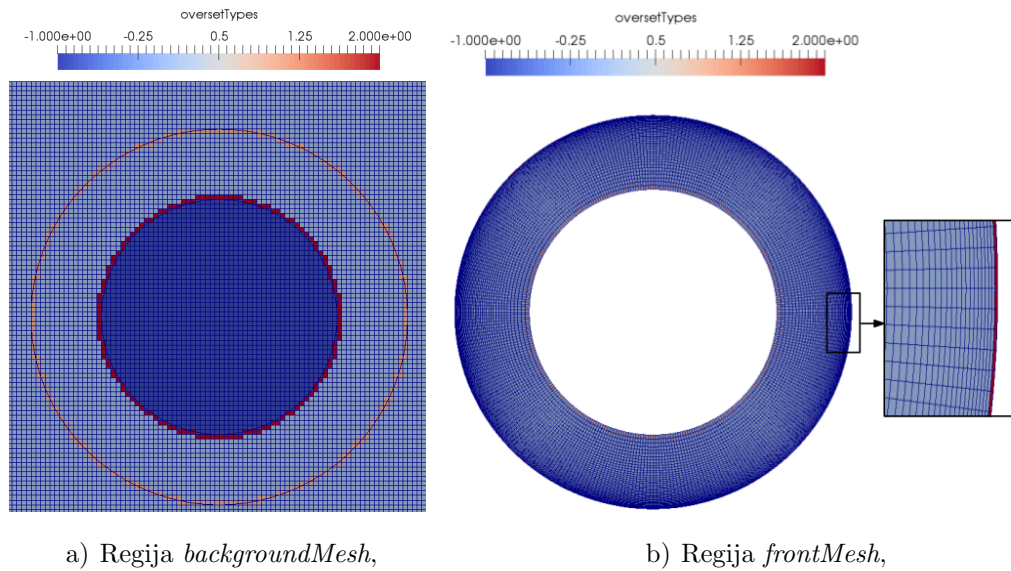 oversetTypes
-1.000e+00 -0.25 0.5 1.25 2.000e+00
oversetTypes
-1.000e+00 -0.25 0.5 1.25 2.000e+00
a) Regija backgroundMesh,
b) Regija frontMesh,